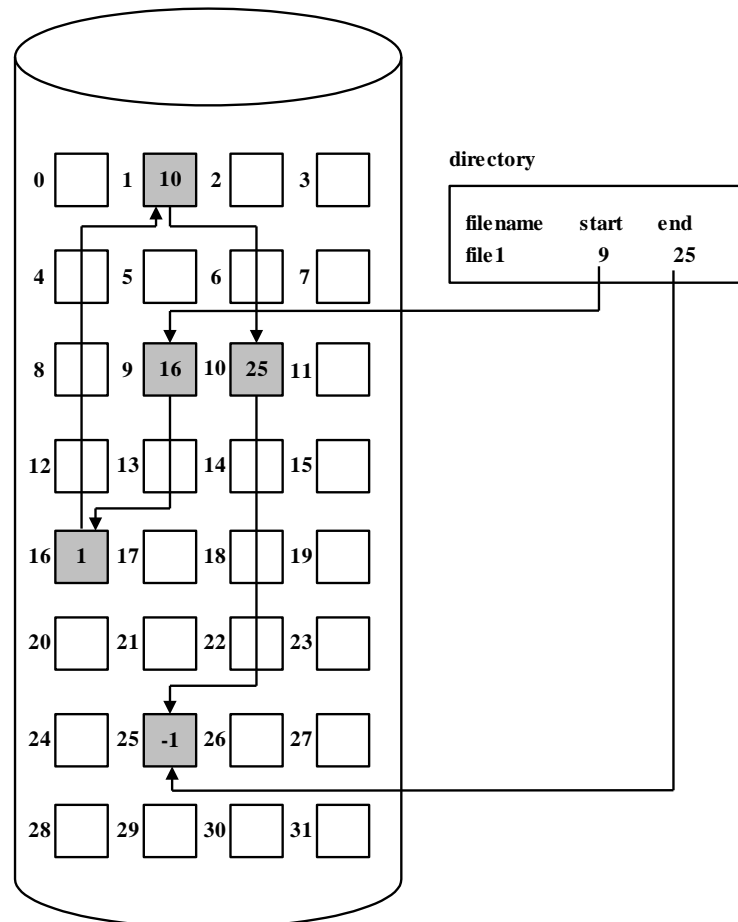 directory
0 1 10 2 3
filename start end
file1 9 25
4 5 6 7
8 9 16 10 25 11
12 13 14 15
16 1 17 18 19
20 21 22 23
24 25 -1 26 27
28 29 30 31